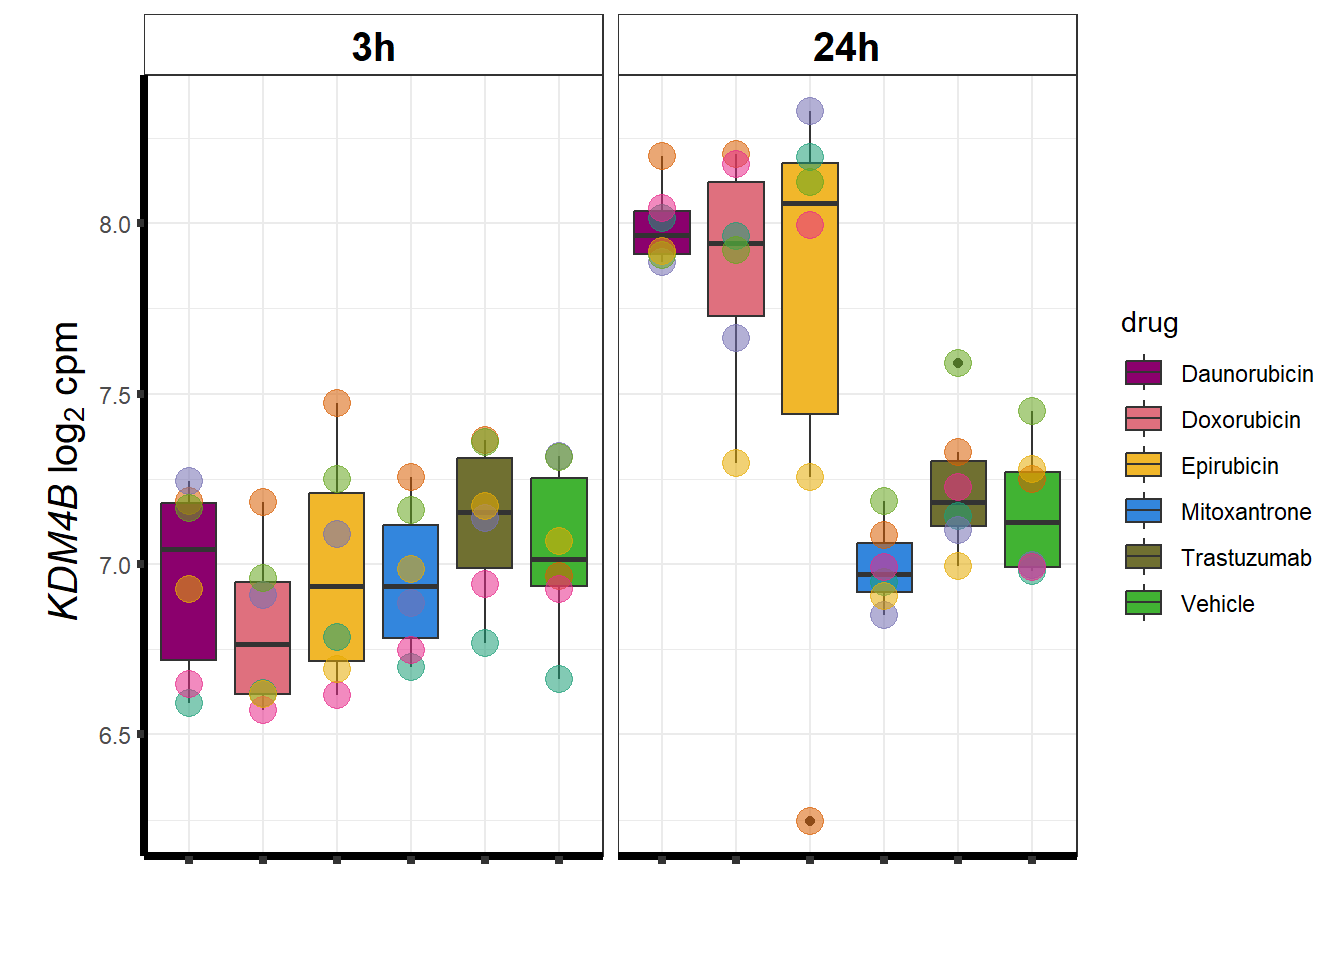 3h
24h
KDM4B log₂ cpm
8.0
7.5
7.0
6.5
drug
Daunorubicin
Doxorubicin
Epirubicin
Mitoxantrone
Trastuzumab
Vehicle